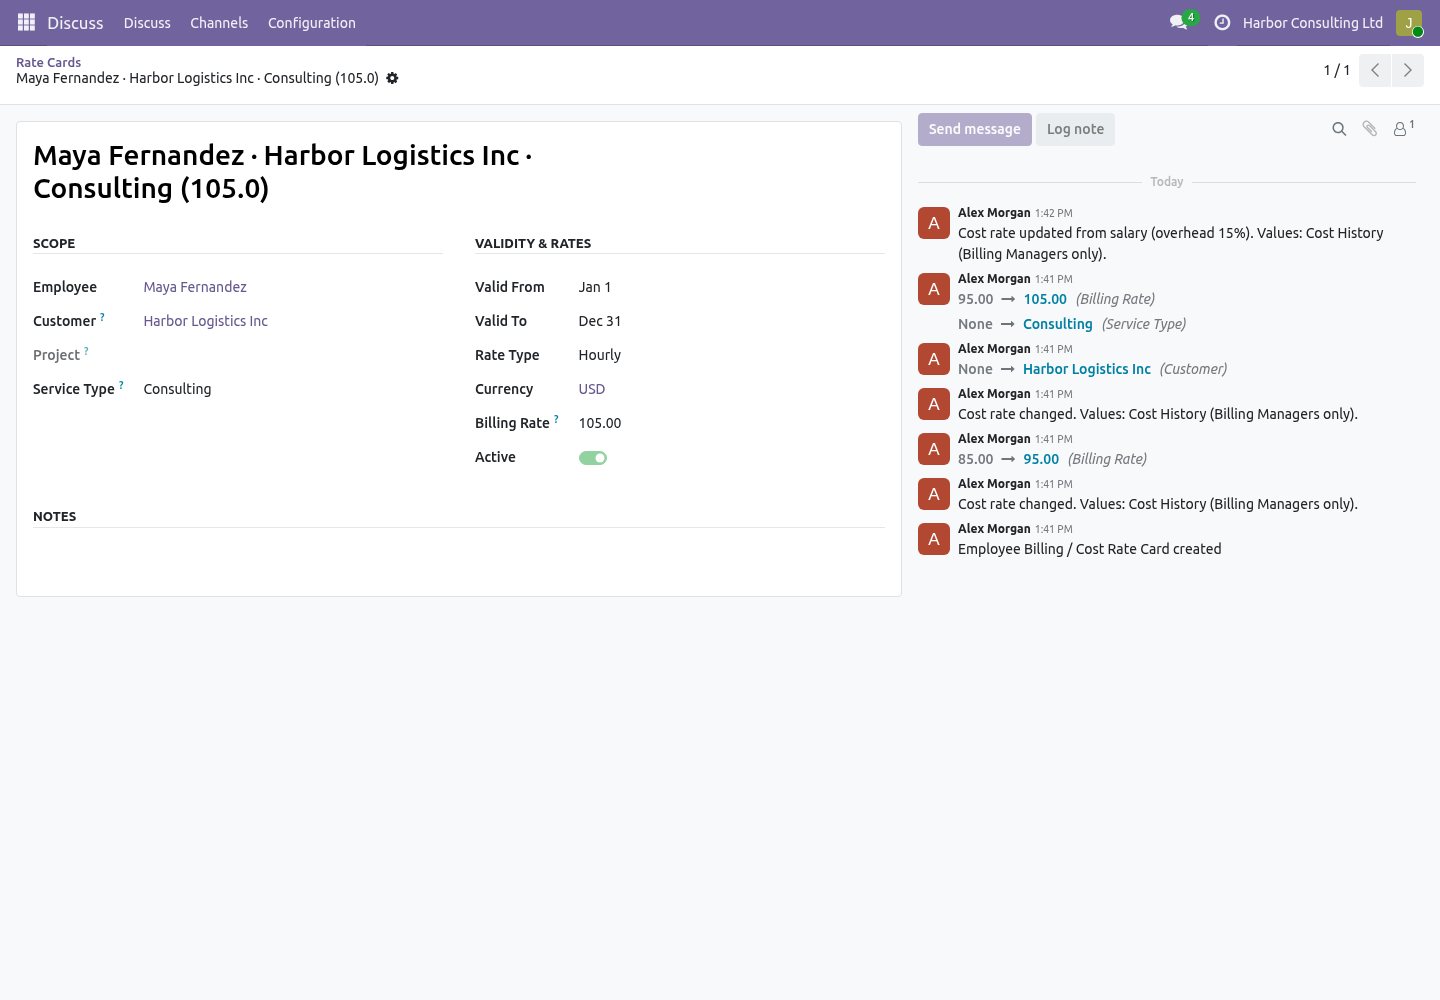 Discuss Discuss Channels Configuration 4 Harbor Consulting Ltd J
Rate Cards
Maya Fernandez · Harbor Logistics Inc · Consulting (105.0)
1 / 1
Maya Fernandez · Harbor Logistics Inc ·
Consulting (105.0)
SCOPE
Employee Maya Fernandez
Customer ? Harbor Logistics Inc
Project ?
Service Type ? Consulting
VALIDITY & RATES
Valid From Jan 1
Valid To Dec 31
Rate Type Hourly
Currency USD
Billing Rate ? 105.00
Active
NOTES
Send message Log note 1
Today
A Alex Morgan 1:42 PM
Cost rate updated from salary (overhead 15%). Values: Cost History
(Billing Managers only).
A Alex Morgan 1:41 PM
95.00 → 105.00 (Billing Rate)
None → Consulting (Service Type)
A Alex Morgan 1:41 PM
None → Harbor Logistics Inc (Customer)
A Alex Morgan 1:41 PM
Cost rate changed. Values: Cost History (Billing Managers only).
A Alex Morgan 1:41 PM
85.00 → 95.00 (Billing Rate)
A Alex Morgan 1:41 PM
Cost rate changed. Values: Cost History (Billing Managers only).
A Alex Morgan 1:41 PM
Employee Billing / Cost Rate Card created